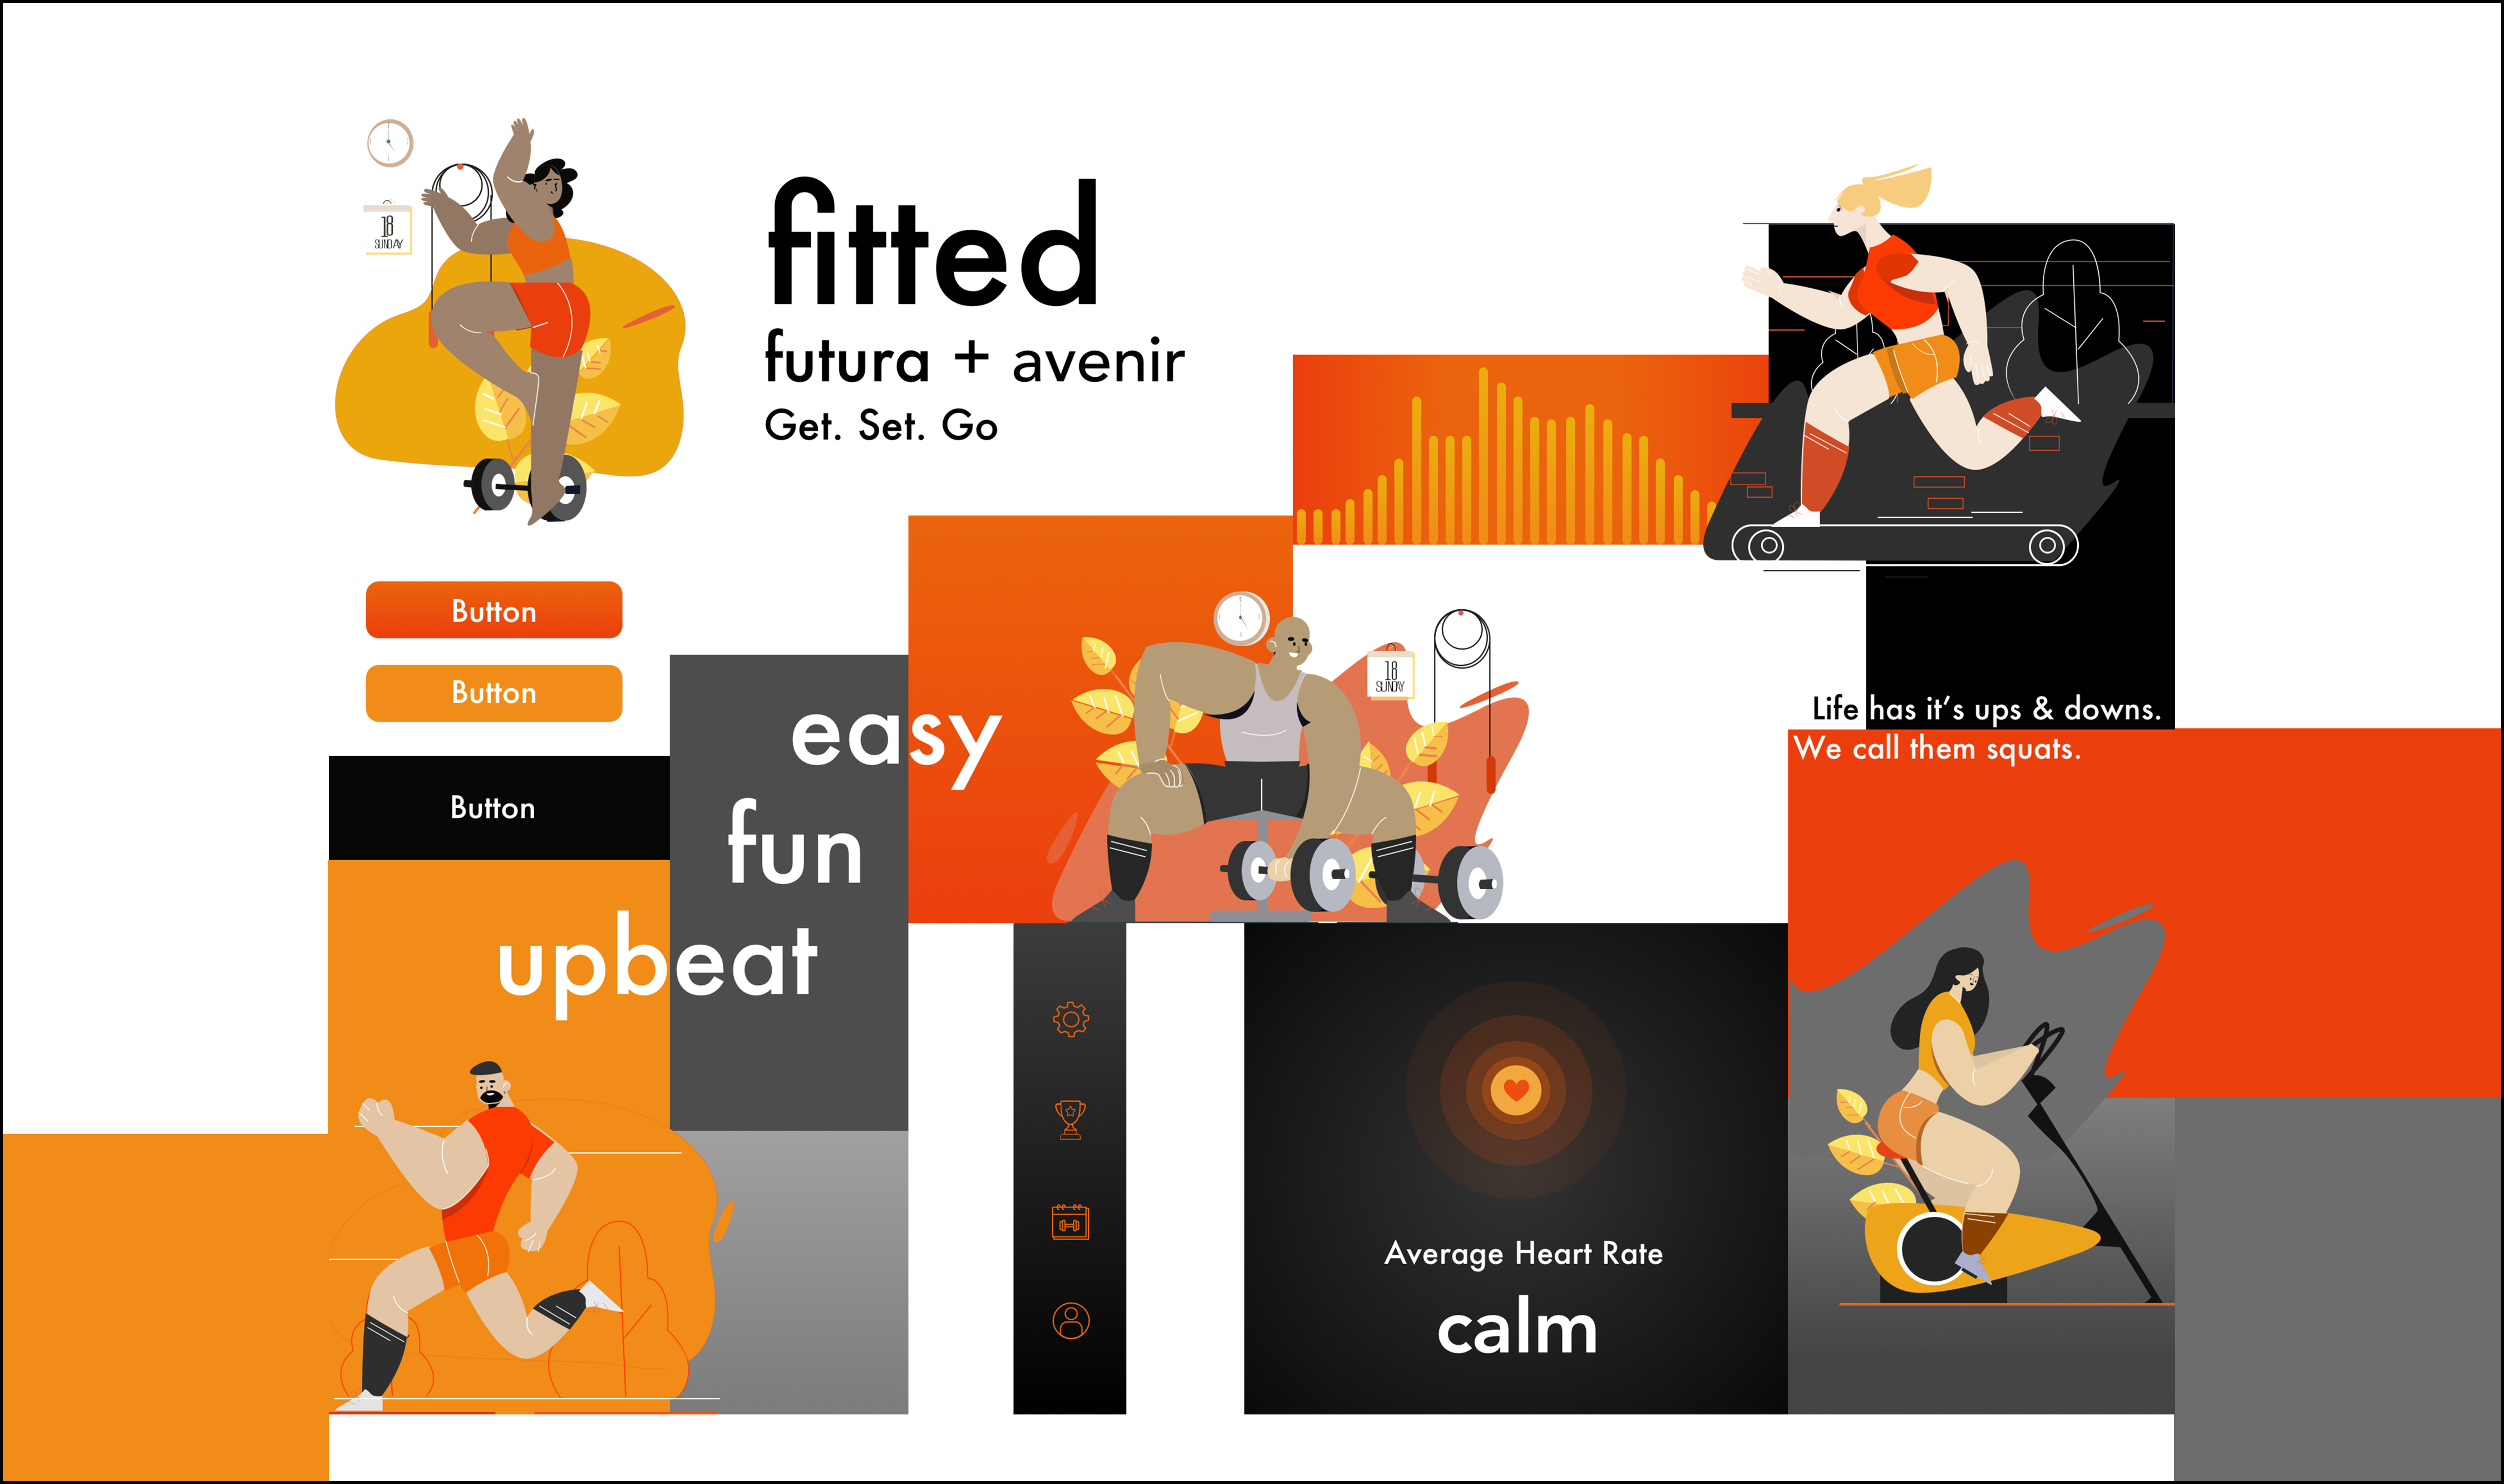 18
SUNDAY
fitted
futura + avenir
Get. Set. Go
Button
Button
Button
easy
fun
upbeat
18
SUNDAY
Life has it's ups & downs.
We call them squats.
Average Heart Rate
calm